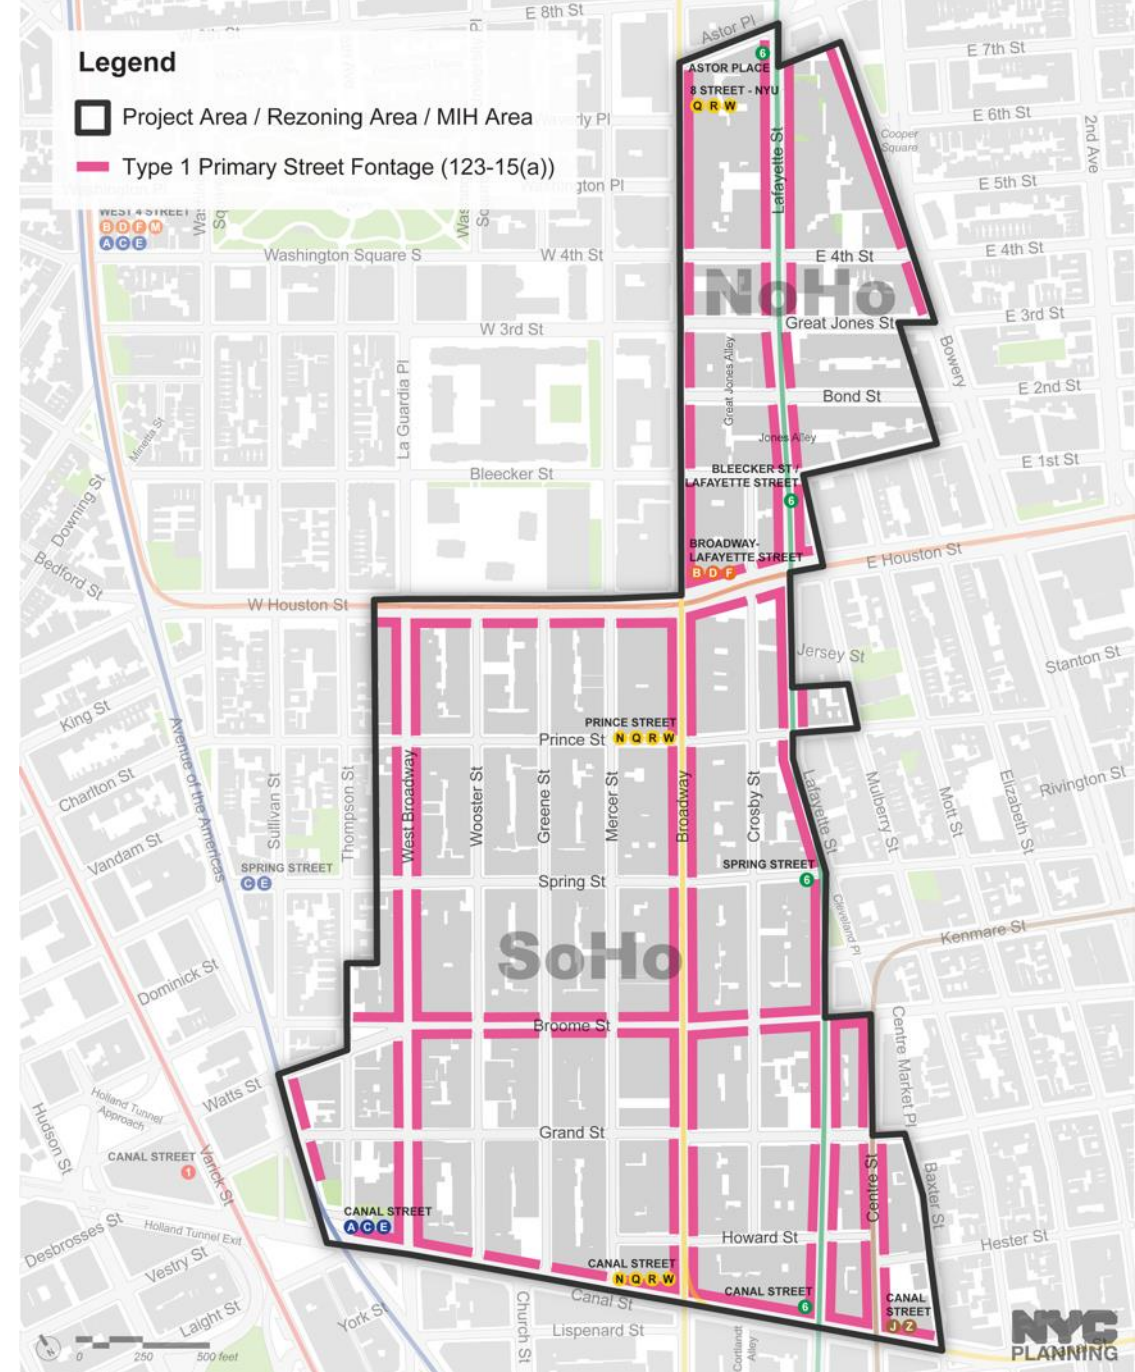 Legend
Project Area / Rezoning Area / MIH Area
Type 1 Primary Street Fontage (123-15(a))
E 8th St
Astor Pl
E 7th St
ASTOR PLACE
6
8 STREET - NYU
Q R W
E 6th St
Cooper
Square
2nd Ave
Lafayette St
E 5th St
WEST 4 STREET
B D F M
A C E
Washington Square S
W 4th St
E 4th St
E 4th St
NoHo
Great Jones St
E 3rd St
W 3rd St
Bowery
Great Jones Alley
La Guardia Pl
Bond St
E 2nd St
Minetta St
Jones Alley
E 1st St
Bleecker St
BLEECKER ST /
LAFAYETTE STREET
6
Downing St
BROADWAY-
LAFAYETTE STREET
B D F
E Houston St
Bedford St
W Houston St
Jersey St
Stanton St
King St
PRINCE STREET
N Q R W
Prince St
Avenue of the Americas
Charlton St
Sullivan St
Thompson St
West Broadway
Wooster St
Greene St
Mercer St
Broadway
Crosby St
Lafayette St
Mulberry St
Mott St
Elizabeth St
Rivington St
Vandam St
SPRING STREET
C E
SPRING STREET
6
Spring St
Cleveland Pl
Kenmare St
SoHo
Dominick St
Broome St
Centre Market Pl
Watts St
Holland Tunnel
Approach
Hudson St
Grand St
CANAL STREET
1
Varick St
Centre St
Baxter St
CANAL STREET
A C E
Desbrosses St
Holland Tunnel Exit
Howard St
Hester St
Vestry St
CANAL STREET
N Q R W
CANAL STREET
6
CANAL
STREET
J Z
Canal St
Laight St
York St
Church St
Lispenard St
Cortlandt
Alley
N
0 250 500 feet
NYC
PLANNING